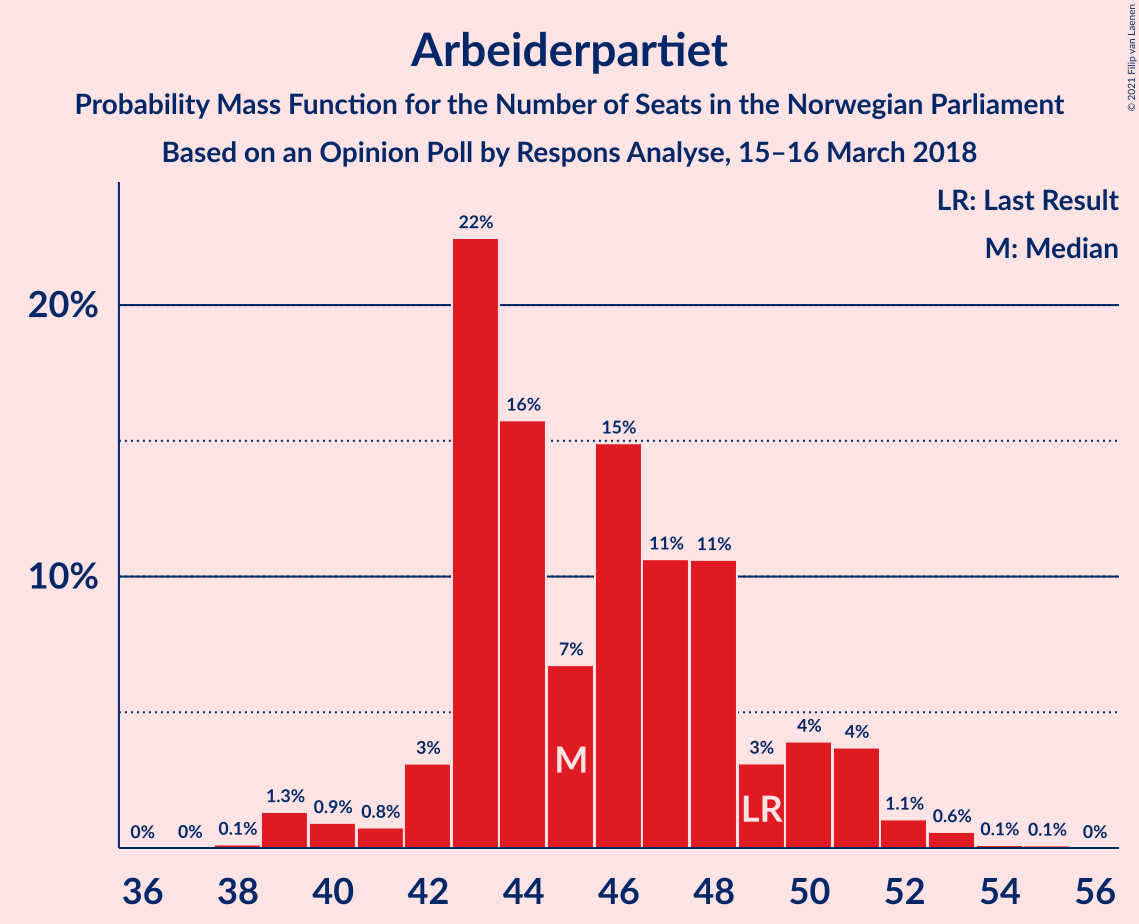 Arbeiderpartiet
Probability Mass Function for the Number of Seats in the Norwegian Parliament
Based on an Opinion Poll by Respons Analyse, 15–16 March 2018
© 2021 Filip van Laenen
LR: Last Result
M: Median
20%
10%
0% 0% 0.1% 1.3% 0.9% 0.8% 3% 22% 16% 7% 15% 11% 11% 3% 4% 4% 1.1% 0.6% 0.1% 0.1% 0%
M
LR
36 38 40 42 44 46 48 50 52 54 56